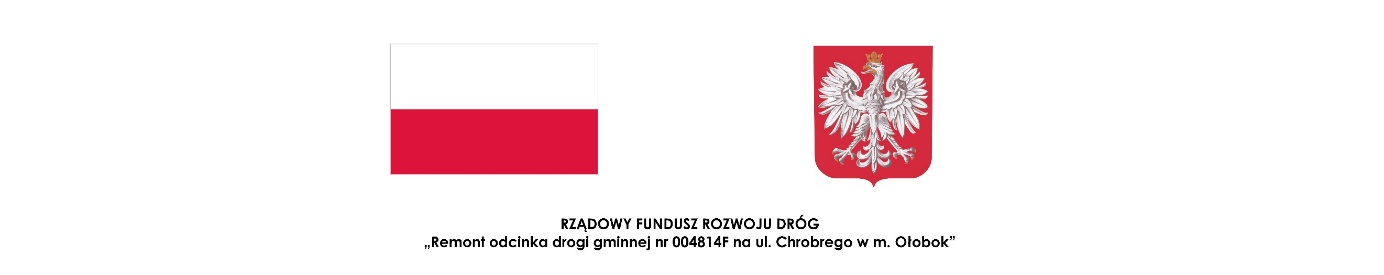 RZĄDOWY FUNDUSZ ROZWOJU DRÓG
„Remont odcinka drogi gminnej nr 004814F na ul. Chrobrego w m. Ołobok”